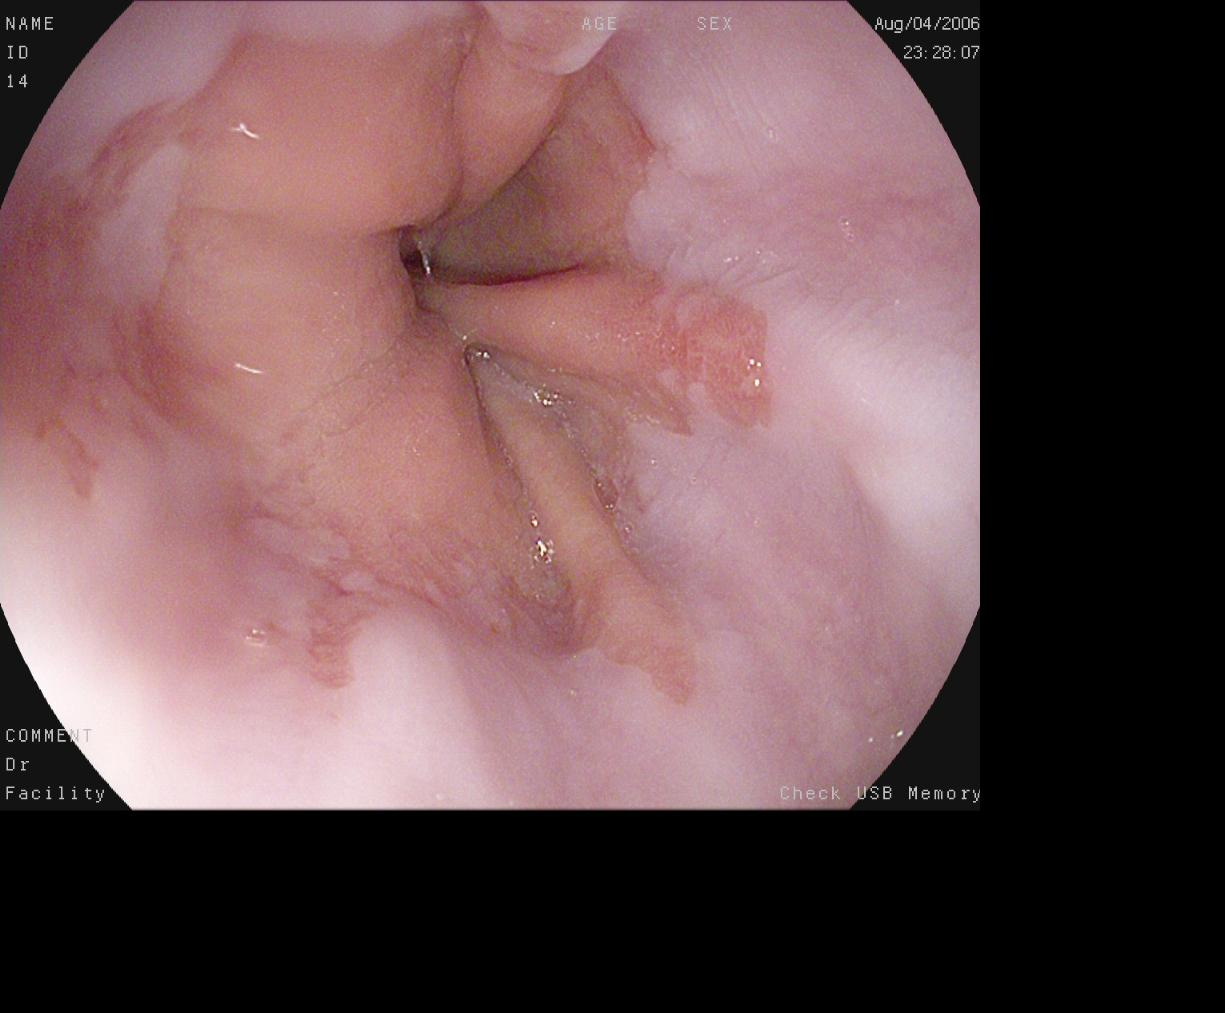 NAME AGE SEX Aug/04/2006
ID 23:28:07
14
COMMENT
Dr
Facility Check USB Memory